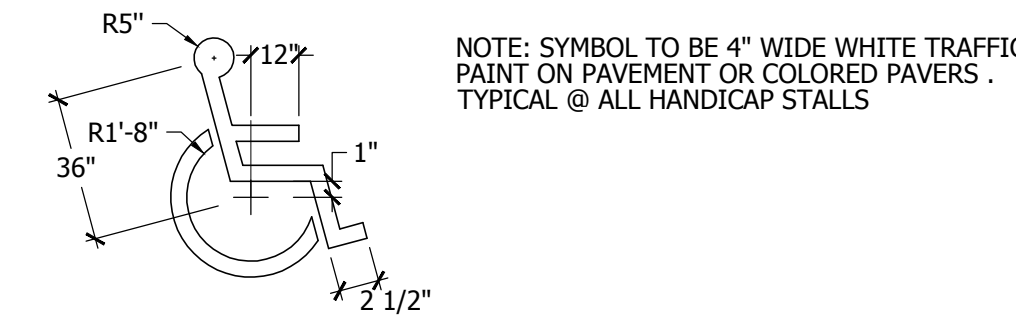 R5"
12"
NOTE: SYMBOL TO BE 4" WIDE WHITE TRAFFIC
PAINT ON PAVEMENT OR COLORED PAVERS .
TYPICAL @ ALL HANDICAP STALLS
R1'-8"
1"
36"
2 1/2"